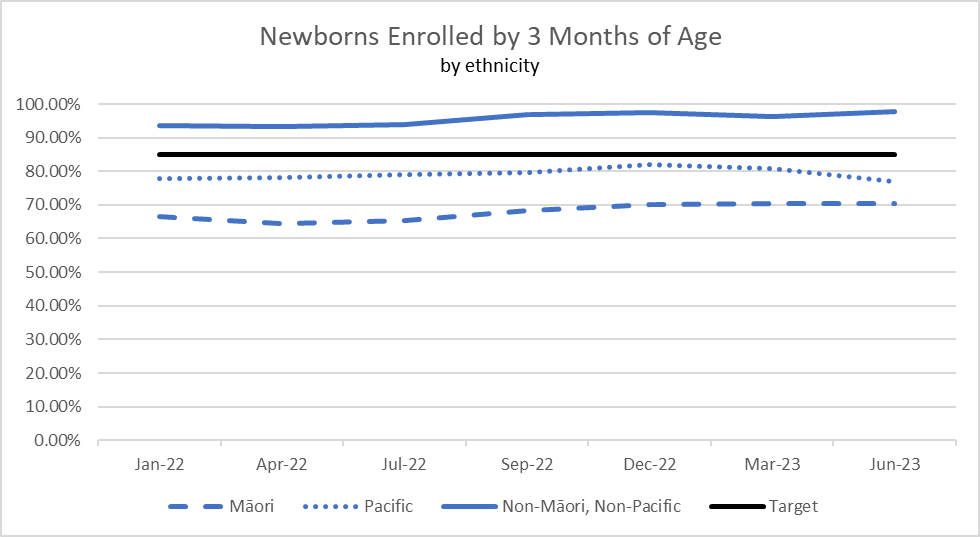 Newborns Enrolled by 3 Months of Age
by ethnicity
100.00%
90.00%
80.00%
70.00%
60.00%
50.00%
40.00%
30.00%
20.00%
10.00%
0.00%
Jan-22 Apr-22 Jul-22 Sep-22 Dec-22 Mar-23 Jun-23
Māori Pacific Non-Māori, Non-Pacific Target